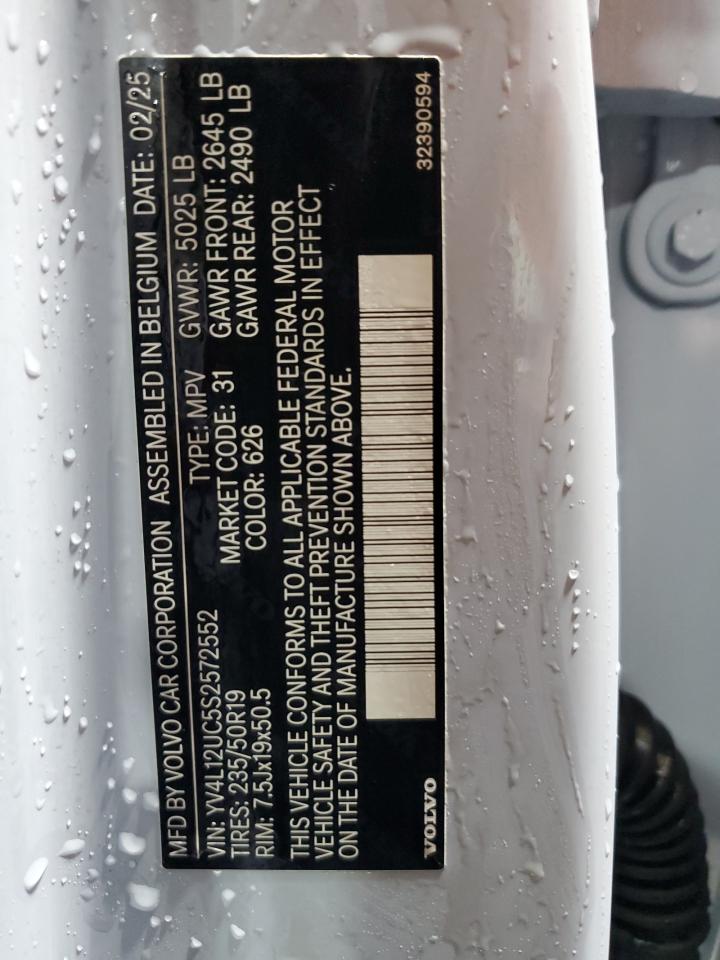 MFD BY VOLVO CAR CORPORATION ASSEMBLED IN BELGIUM DATE: 02/25
VIN: YV4L12UC5S2572552 TYPE: MPV GVWR: 5025 LB
TIRES: 235/50R19 MARKET CODE: 31 GAWR FRONT: 2645 LB
RIM: 7.5Jx19x50.5 COLOR: 626 GAWR REAR: 2490 LB
THIS VEHICLE CONFORMS TO ALL APPLICABLE FEDERAL MOTOR
VEHICLE SAFETY AND THEFT PREVENTION STANDARDS IN EFFECT
ON THE DATE OF MANUFACTURE SHOWN ABOVE.
VOLVO 32390594